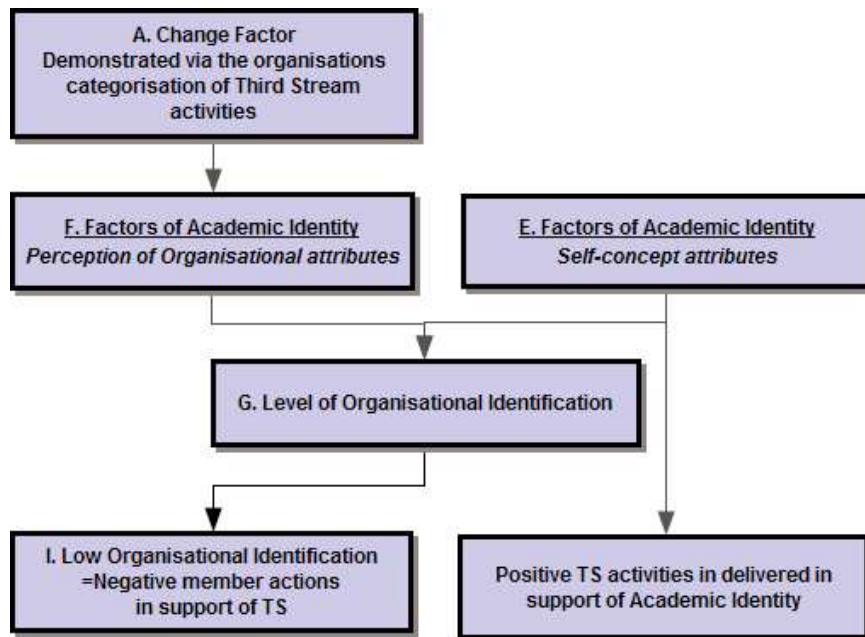 A. Change Factor
Demonstrated via the organisations
categorisation of Third Stream
activities
F. Factors of Academic Identity
Perception of Organisational attributes
E. Factors of Academic Identity
Self-concept attributes
G. Level of Organisational Identification
I. Low Organisational Identification
=Negative member actions
in support of TS
Positive TS activities in delivered in
support of Academic Identity